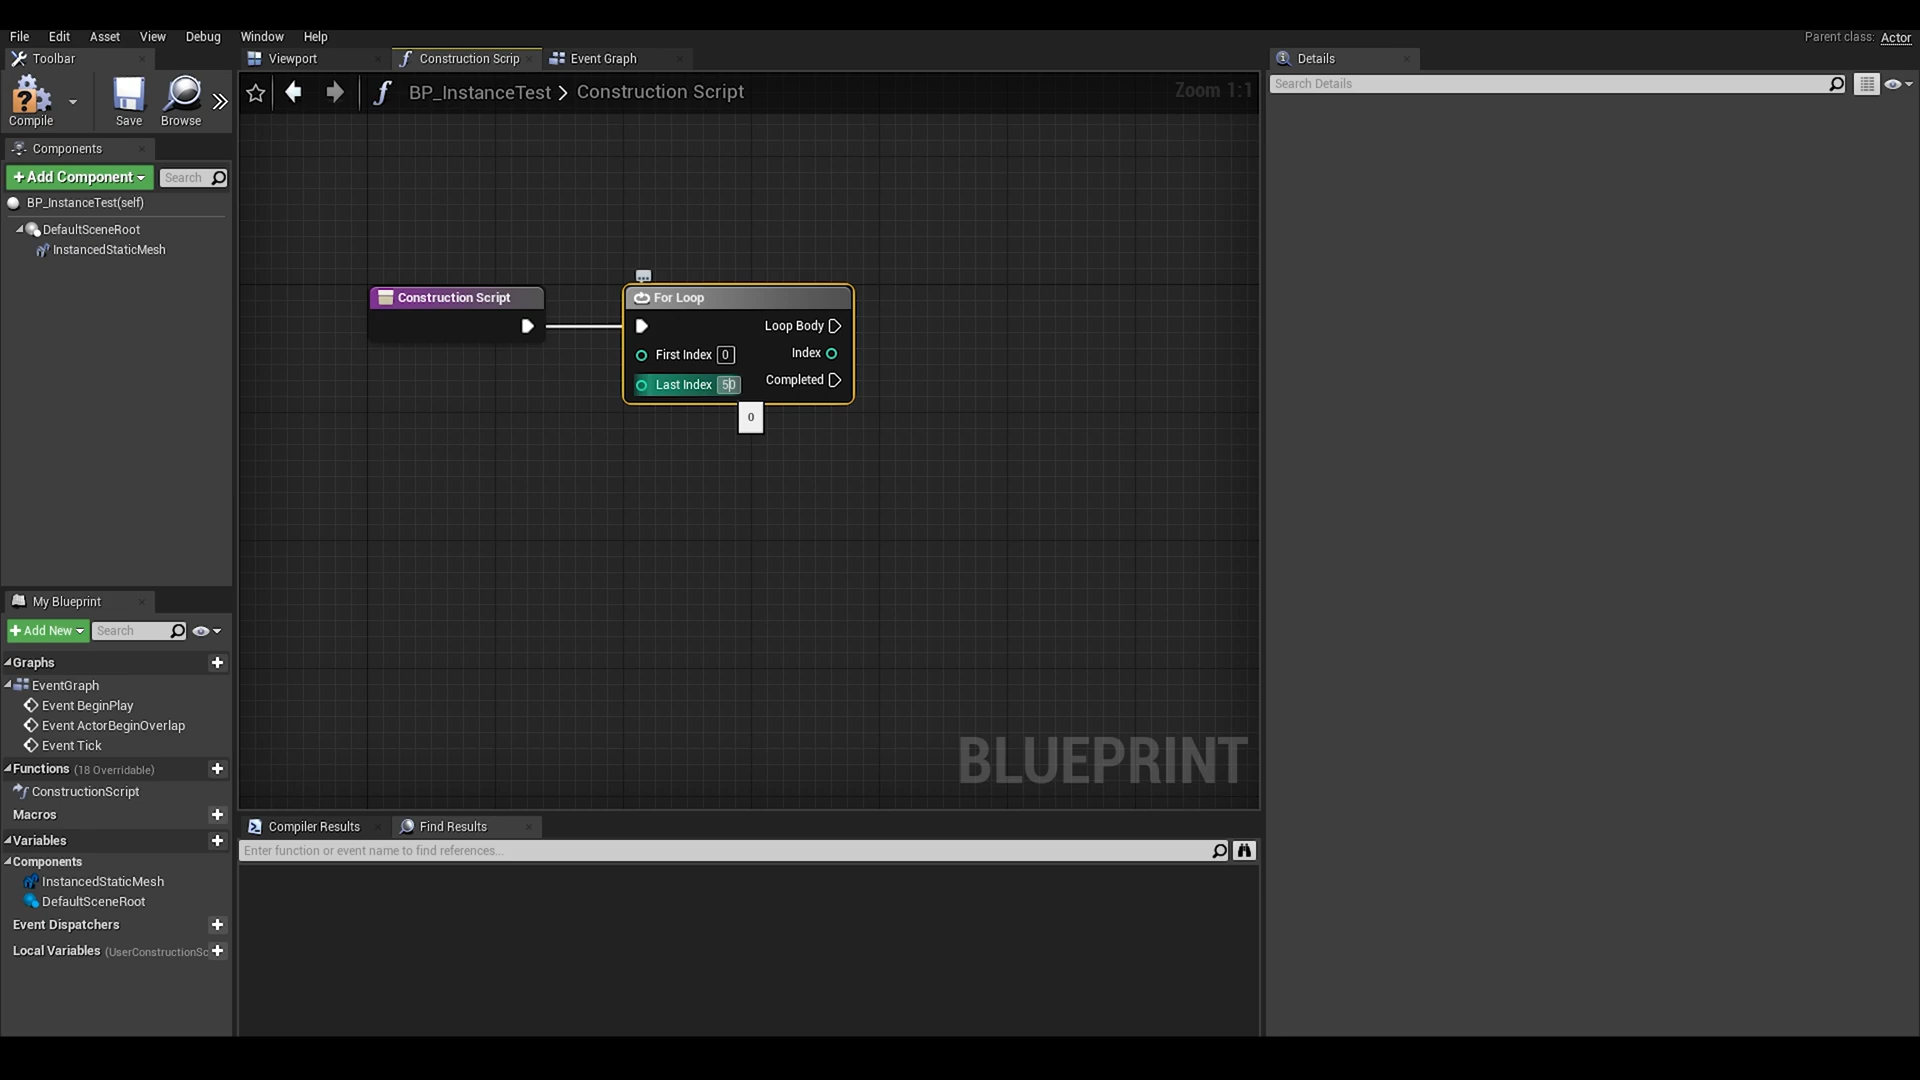 File Edit Asset View Debug Window Help
Parent class: Actor
Toolbar
Viewport
Construction Scrip
Event Graph
Details
Compile
Save
Browse
BP_InstanceTest > Construction Script
Zoom 1:1
Search Details
Components
+Add Component
Search
BP_InstanceTest(self)
DefaultSceneRoot
InstancedStaticMesh
Construction Script
For Loop
Loop Body
First Index 0
Index
Last Index 50
Completed
0
BLUEPRINT
My Blueprint
+Add New
Search
Graphs
EventGraph
Event BeginPlay
Event ActorBeginOverlap
Event Tick
Functions (18 Overridable)
ConstructionScript
Macros
Variables
Components
InstancedStaticMesh
DefaultSceneRoot
Event Dispatchers
Local Variables (UserConstructionSc
Compiler Results
Find Results
Enter function or event name to find references...